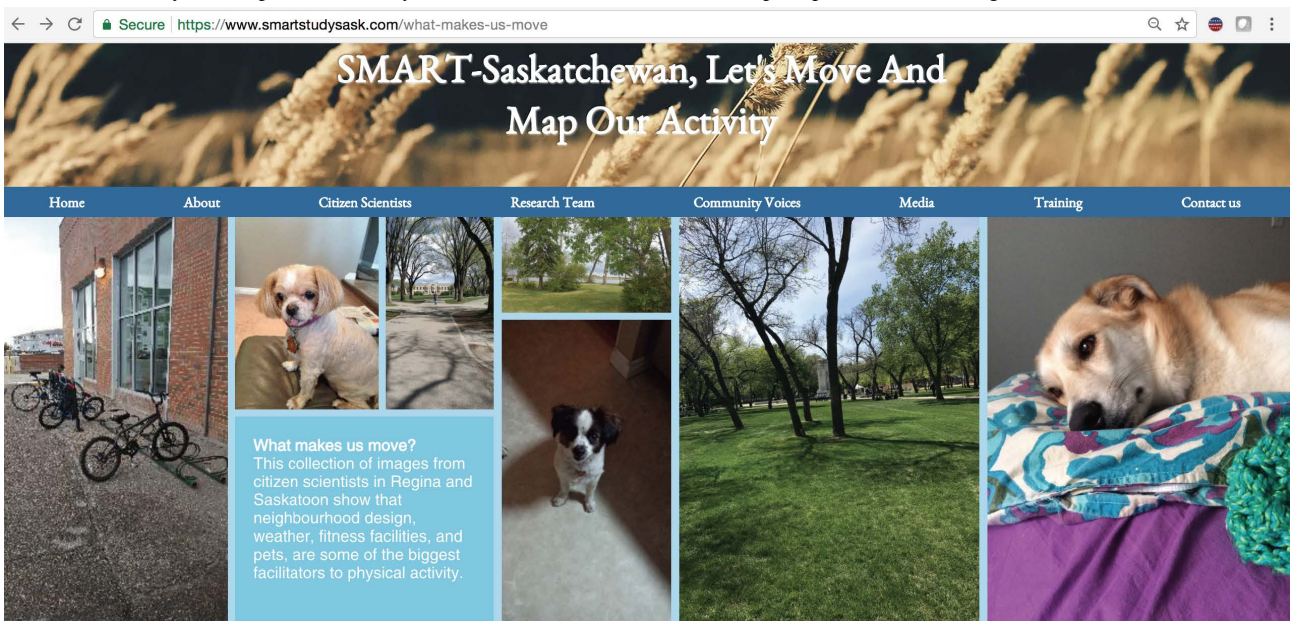 Secure https://www.smartstudysask.com/what-makes-us-move
SMART-Saskatchewan, Let's Move And
Map Our Activity
Home About Citizen Scientists Research Team Community Voices Media Training Contact us
What makes us move?
This collection of images from
citizen scientists in Regina and
Saskatoon show that
neighbourhood design,
weather, fitness facilities, and
pets, are some of the biggest
facilitators to physical activity.